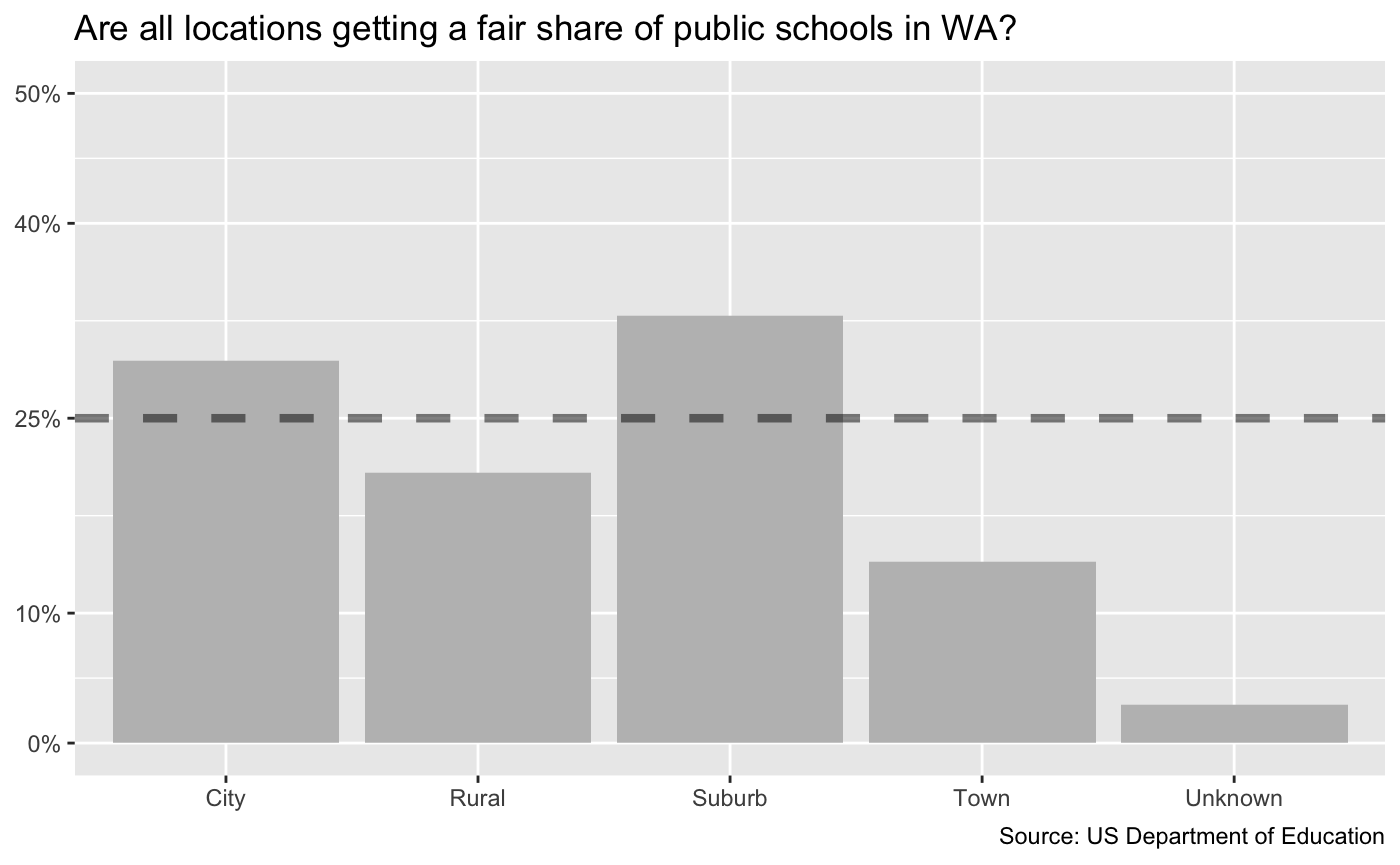 Are all locations getting a fair share of public schools in WA?
50%
40%
25%
10%
0%
City Rural Suburb Town Unknown
Source: US Department of Education